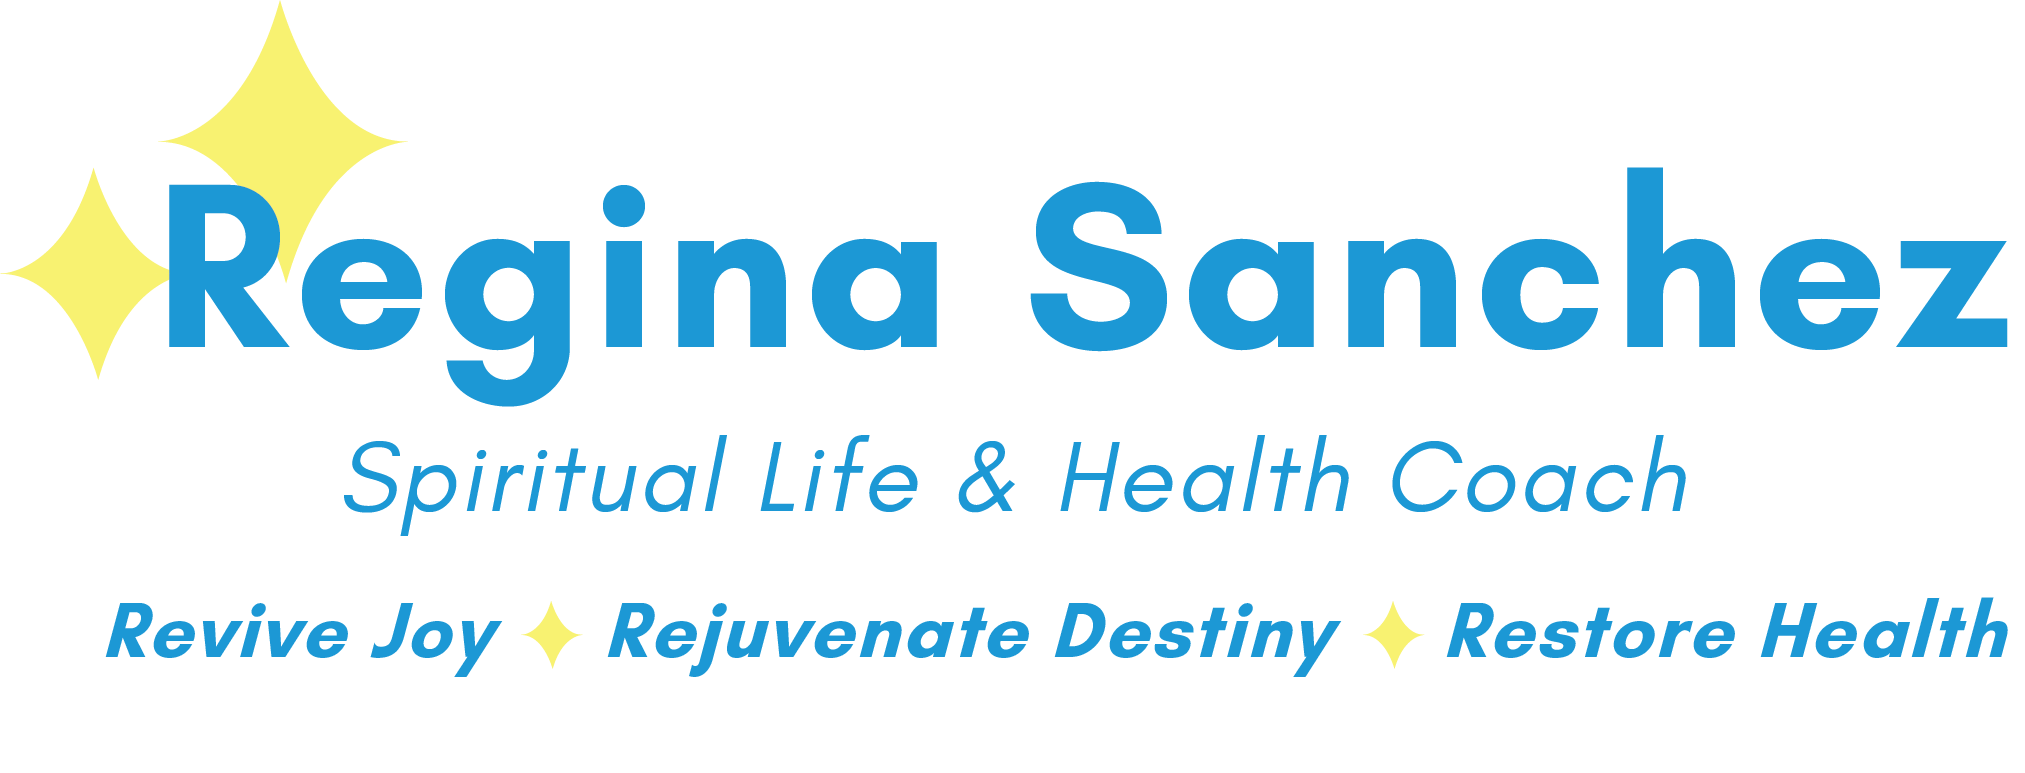 Regina Sanchez
Spiritual Life & Health Coach
Revive Joy Rejuvenate Destiny Restore Health